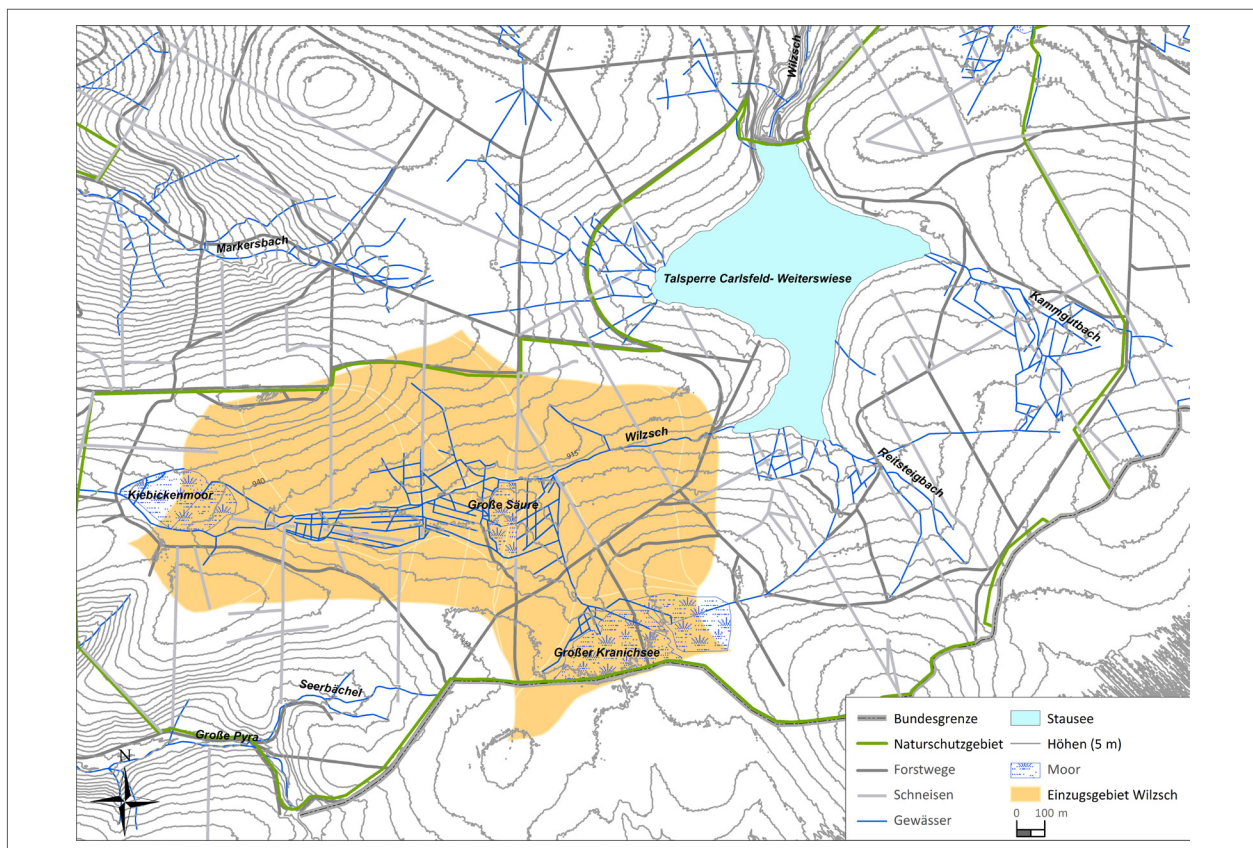 Wilzsch
Markersbach
Talsperre Carlsfeld- Weiterswiese
Kammgutbach
Wilzsch
915
Reitsteigbach
940
Kiebickenmoor
Große Säure
Großer Kranichsee
Seerbächel
Große Pyra
N
Bundesgrenze
Naturschutzgebiet
Forstwege
Schneisen
Gewässer
Stausee
Höhen (5 m)
Moor
Einzugsgebiet Wilzsch
0 100 m